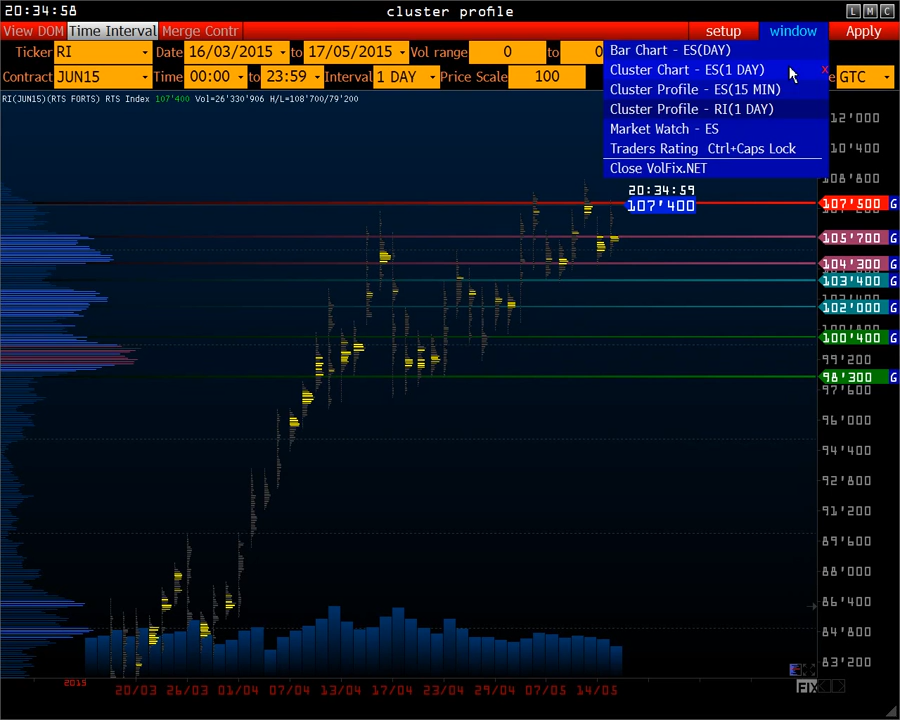 20:34:58 cluster profile L M C
View DOM Time Interval Merge Contr setup window Apply
Ticker RI Date 16/03/2015 to 17/05/2015 Vol range 0 to 0
Contract JUN15 Time 00:00 to 23:59 Interval 1 DAY Price Scale 100 e GTC
Bar Chart - ES(DAY)
Cluster Chart - ES(1 DAY) x
Cluster Profile - ES(15 MIN)
Cluster Profile - RI(1 DAY)
Market Watch - ES
Traders Rating Ctrl+Caps Lock
Close VolFix.NET
RI(JUN15)(RTS FORTS) RTS Index 107'400 Vol=26'330'906 H/L=108'700/79'200
112'000
110'400
108'800
20:34:59
107'400
107'500 G
105'700 G
104'300 G
103'400 G
102'000 G
100'400 G
99'200
98'300 G
97'600
96'000
94'400
92'800
91'200
89'600
88'000
86'400
84'800
83'200
2015 20/03 26/03 01/04 07/04 13/04 17/04 23/04 29/04 07/05 14/05
FIX